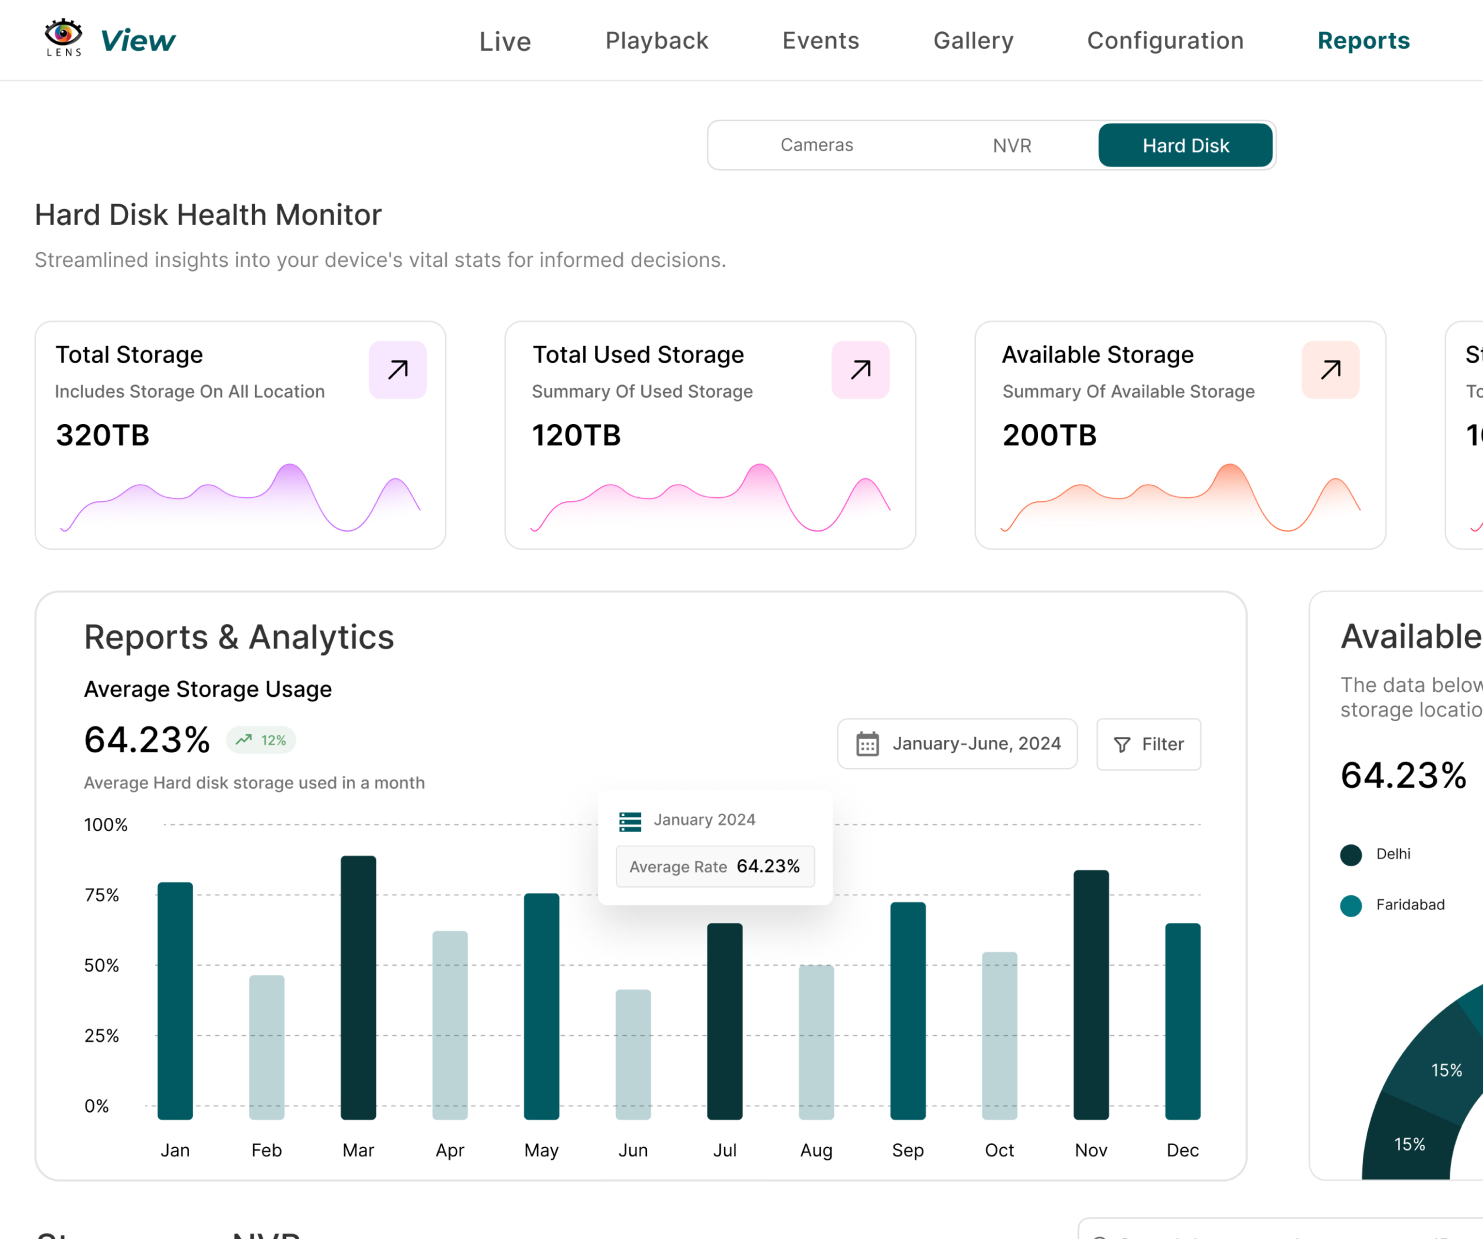 LENS View Live Playback Events Gallery Configuration Reports
Cameras NVR Hard Disk
Hard Disk Health Monitor
Streamlined insights into your device's vital stats for informed decisions.
Total Storage
Includes Storage On All Location
320TB
Total Used Storage
Summary Of Used Storage
120TB
Available Storage
Summary Of Available Storage
200TB
Reports & Analytics
Average Storage Usage
64.23% 12%
Average Hard disk storage used in a month
January-June, 2024 Filter
January 2024
Average Rate 64.23%
100%
75%
50%
25%
0%
Jan Feb Mar Apr May Jun Jul Aug Sep Oct Nov Dec
Available
The data below
storage
64.23%
Delhi
Faridabad
15%
15%
NVR